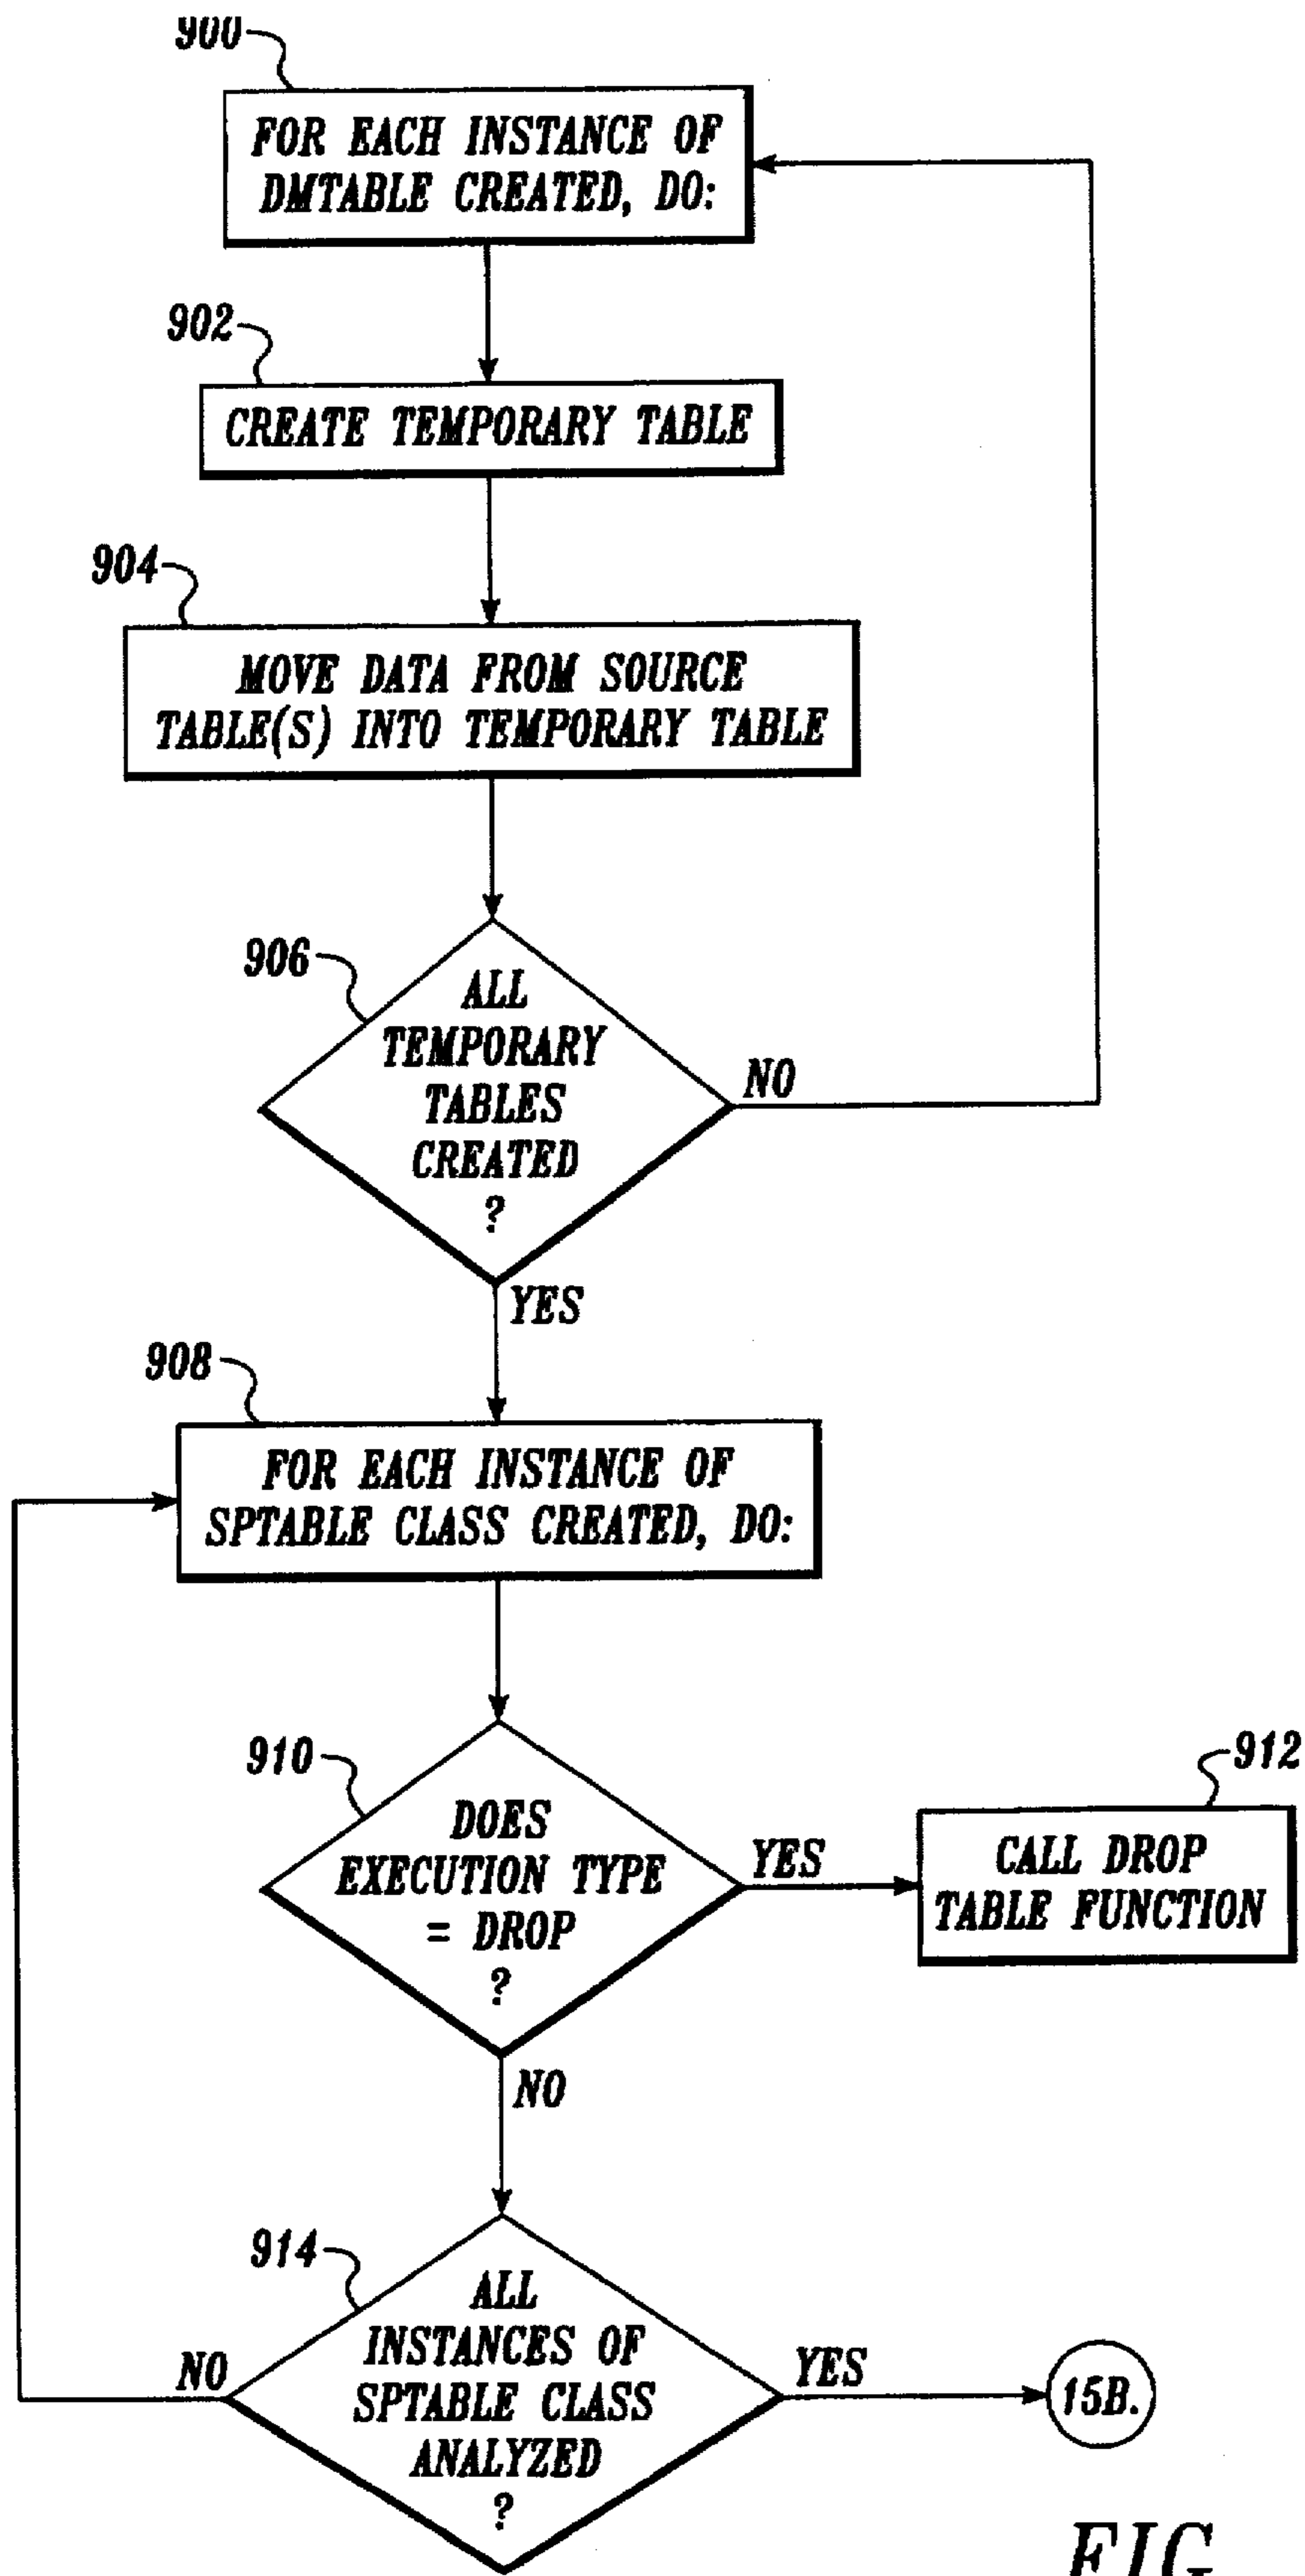 900
FOR EACH INSTANCE OF
DMTABLE CREATED, DO:
902
CREATE TEMPORARY TABLE
904
MOVE DATA FROM SOURCE
TABLE(S) INTO TEMPORARY TABLE
906
ALL
TEMPORARY
TABLES
CREATED
?
NO
YES
908
FOR EACH INSTANCE OF
SPTABLE CLASS CREATED, DO:
910
DOES
EXECUTION TYPE
= DROP
?
YES
912
CALL DROP
TABLE FUNCTION
NO
914
ALL
INSTANCES OF
SPTABLE CLASS
ANALYZED
?
NO
YES
15B.
FIG